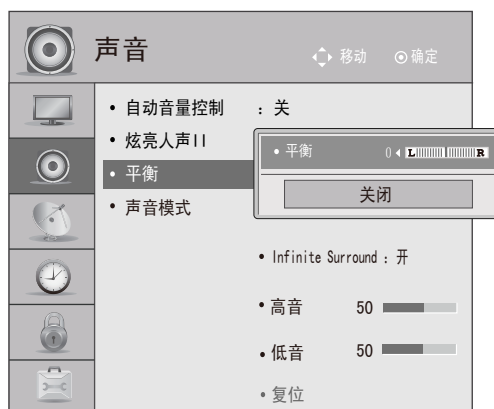 声音
移动 确定
• 自动音量控制 : 关
• 炫亮人声II
• 平衡
• 平衡 0 L R
关闭
• 声音模式
• Infinite Surround : 开
• 高音 50
• 低音 50
• 复位